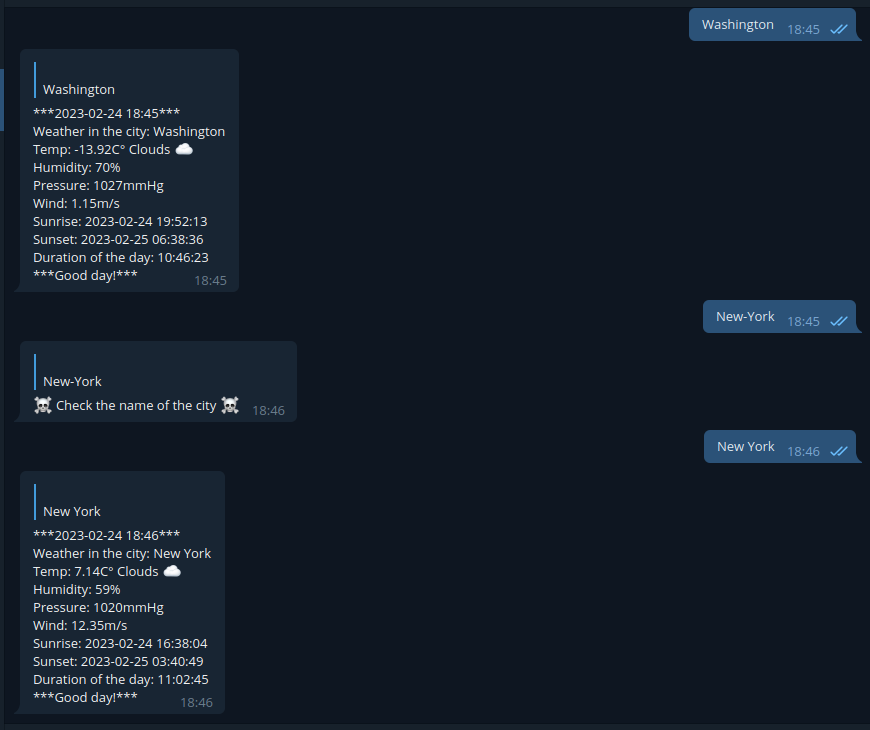 Washington 18:45
Washington
***2023-02-24 18:45***
Weather in the city: Washington
Temp: -13.92C° Clouds ☁️
Humidity: 70%
Pressure: 1027mmHg
Wind: 1.15m/s
Sunrise: 2023-02-24 19:52:13
Sunset: 2023-02-25 06:38:36
Duration of the day: 10:46:23
***Good day!*** 18:45
New-York 18:45
New-York
☠️ Check the name of the city ☠️ 18:46
New York 18:46
New York
***2023-02-24 18:46***
Weather in the city: New York
Temp: 7.14C° Clouds ☁️
Humidity: 59%
Pressure: 1020mmHg
Wind: 12.35m/s
Sunrise: 2023-02-24 16:38:04
Sunset: 2023-02-25 03:40:49
Duration of the day: 11:02:45
***Good day!*** 18:46